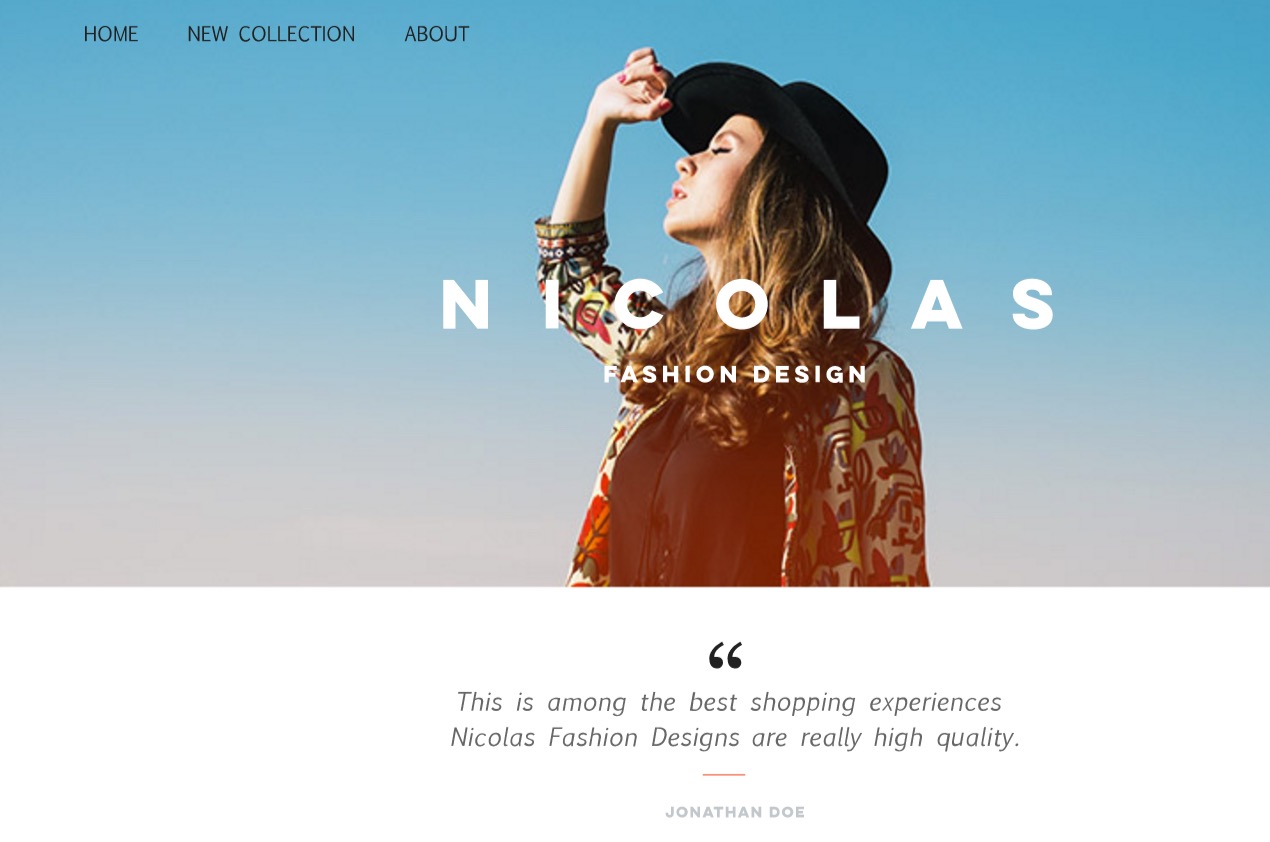 HOME NEW COLLECTION ABOUT
NICOLAS
FASHION DESIGN
“
This is among the best shopping experiences
Nicolas Fashion Designs are really high quality.
JONATHAN DOE